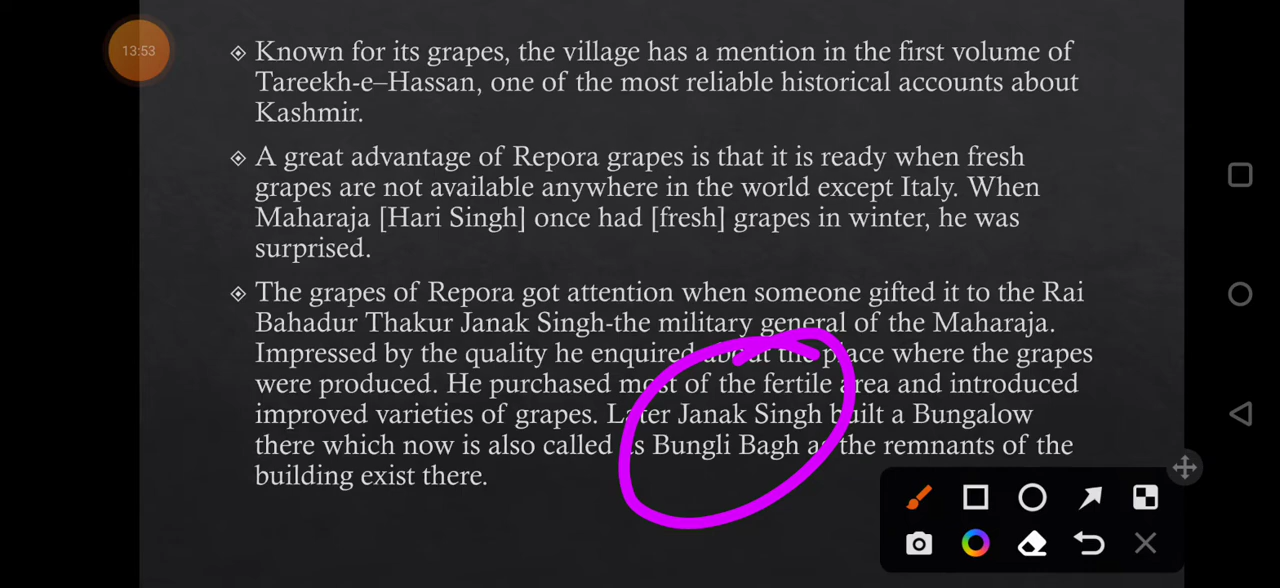 13:53
Known for its grapes, the village has a mention in the first volume of
Tareekh-e–Hassan, one of the most reliable historical accounts about
Kashmir.
A great advantage of Repora grapes is that it is ready when fresh
grapes are not available anywhere in the world except Italy. When
Maharaja [Hari Singh] once had [fresh] grapes in winter, he was
surprised.
The grapes of Repora got attention when someone gifted it to the Rai
Bahadur Thakur Janak Singh-the military general of the Maharaja.
Impressed by the quality he enquired about the place where the grapes
were produced. He purchased most of the fertile area and introduced
improved varieties of grapes. Later Janak Singh built a Bungalow
there which now is also called as Bungli Bagh as the remnants of the
building exist there.